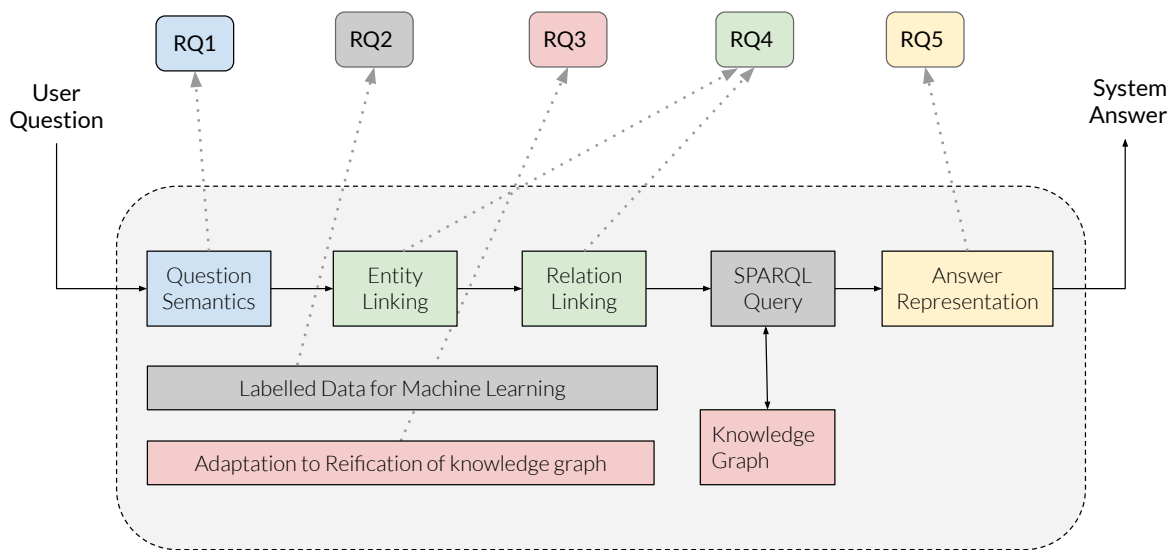 RQ1
RQ2
RQ3
RQ4
RQ5
User
Question
System
Answer
Question
Semantics
Entity
Linking
Relation
Linking
SPARQL
Query
Answer
Representation
Labelled Data for Machine Learning
Adaptation to Reification of knowledge graph
Knowledge
Graph